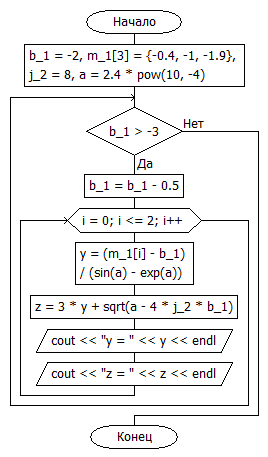 Начало
b_1 = -2, m_1[3] = {-0.4, -1, -1.9},
j_2 = 8, a = 2.4 * pow(10, -4)
b_1 > -3
Нет
Да
b_1 = b_1 - 0.5
i = 0; i <= 2; i++
y = (m_1[i] - b_1)
/ (sin(a) - exp(a))
z = 3 * y + sqrt(a - 4 * j_2 * b_1)
cout << "y = " << y << endl
cout << "z = " << z << endl
Конец